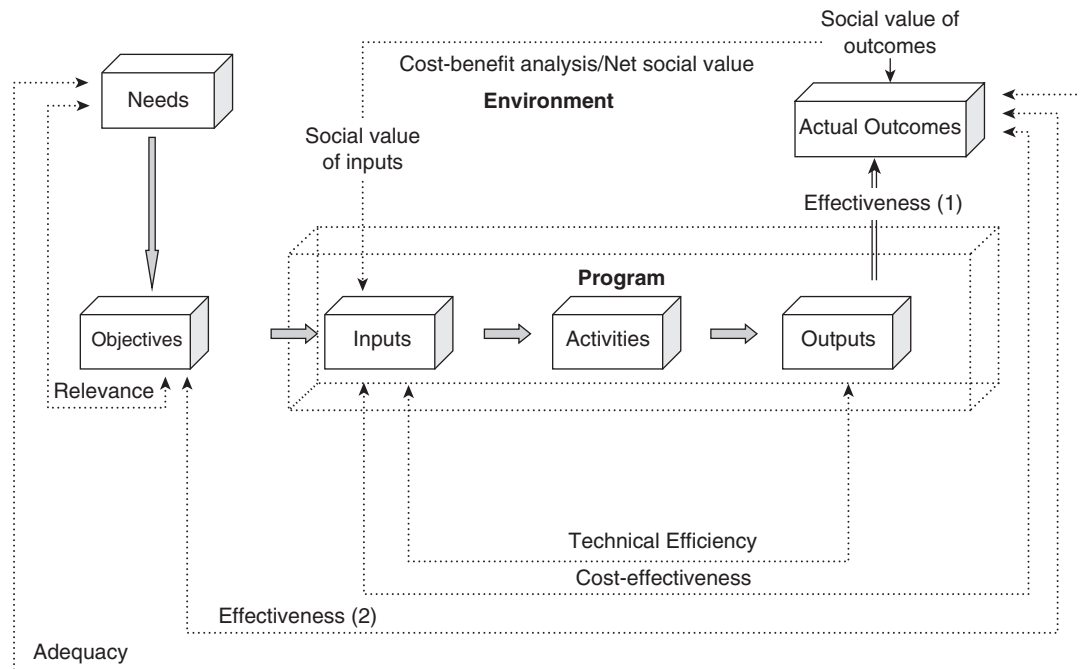 Social value of
outcomes
Cost-benefit analysis/Net social value
Environment
Needs
Actual Outcomes
Social value
of inputs
Effectiveness (1)
Program
Objectives
Inputs
Activities
Outputs
Relevance
Technical Efficiency
Cost-effectiveness
Effectiveness (2)
Adequacy